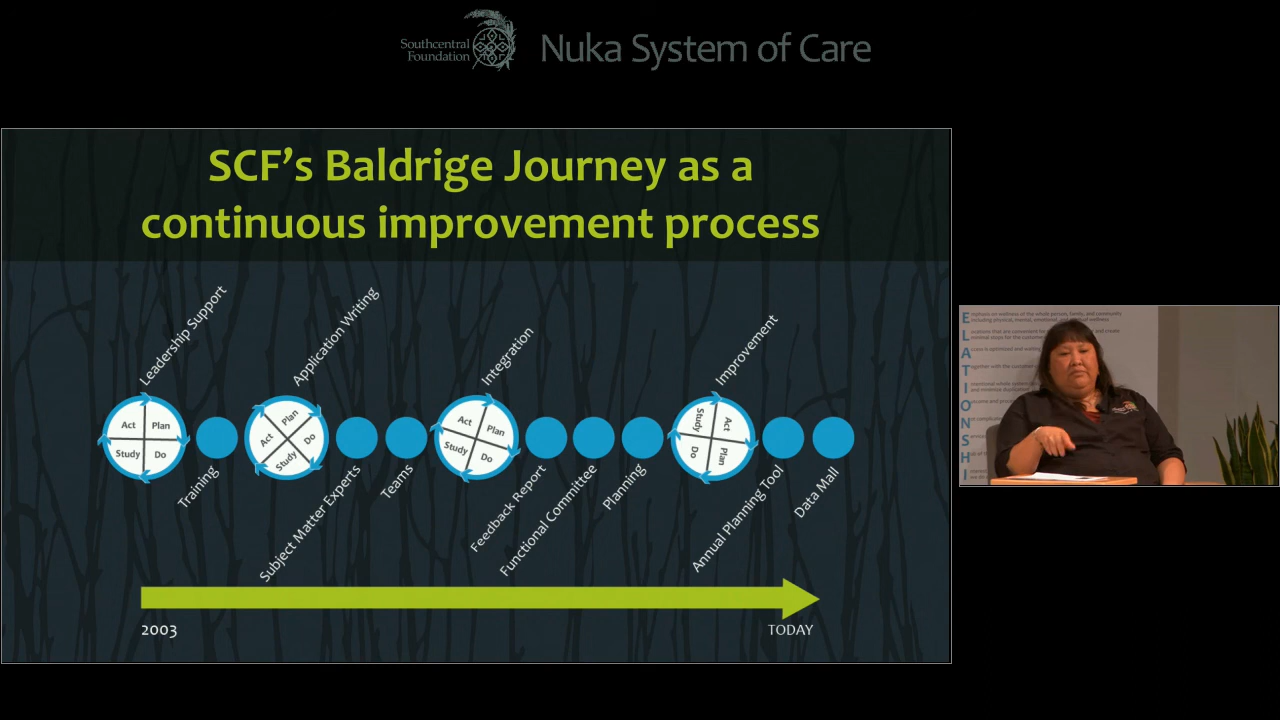 Southcentral
Foundation
Nuka System of Care
SCF's Baldrige Journey as a
continuous improvement process
Leadership Support
Application Writing
Integration
Improvement
Act
Plan
Study
Do
Act
Plan
Study
Do
Act
Plan
Study
Do
Study
Act
Do
Plan
Training
Subject Matter Experts
Teams
Feedback Report
Functional Committee
Planning
Annual Planning Tool
Data Mall
2003
TODAY
E
L
A
T
I
O
N
S
H
I